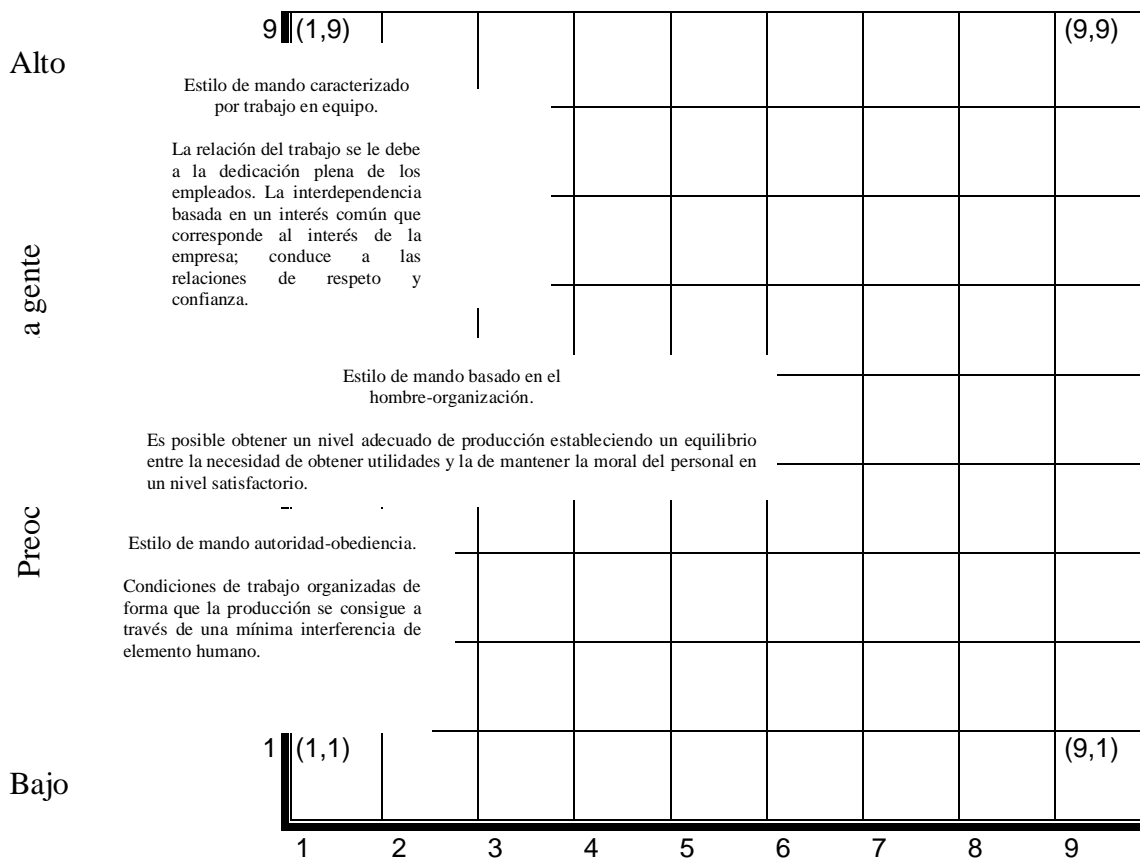 9 (1,9) (9,9)
Alto
Estilo de mando caracterizado
por trabajo en equipo.
La relación del trabajo se le debe
a la dedicación plena de los
empleados. La interdependencia
basada en un interés común que
corresponde al interés de la
empresa; conduce a las
relaciones de respeto y
confianza.
a gente
Estilo de mando basado en el
hombre-organización.
Es posible obtener un nivel adecuado de producción estableciendo un equilibrio
entre la necesidad de obtener utilidades y la de mantener la moral del personal en
un nivel satisfactorio.
Preoc
Estilo de mando autoridad-obediencia.
Condiciones de trabajo organizadas de
forma que la producción se consigue a
través de una mínima interferencia de
elemento humano.
1 (1,1) (9,1)
Bajo
1 2 3 4 5 6 7 8 9